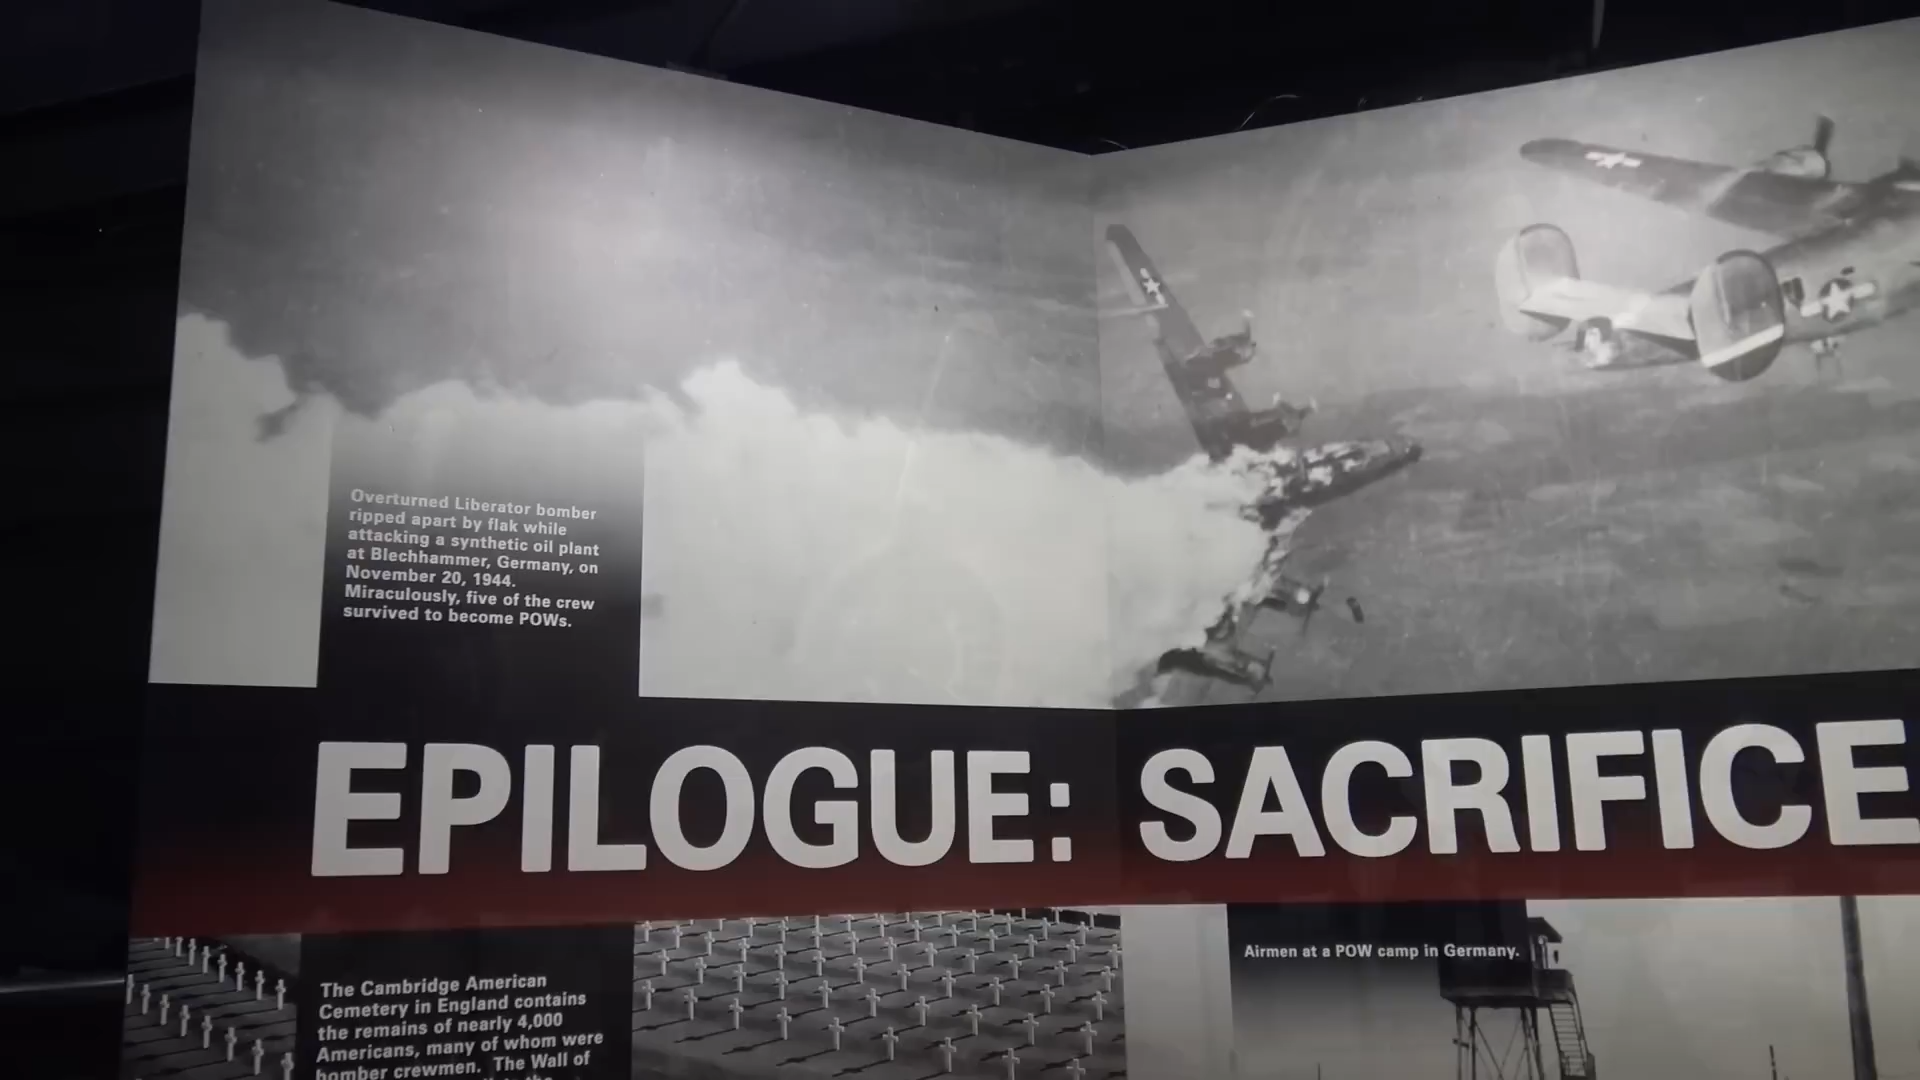 Overturned Liberator bomber
ripped apart by flak while
attacking a synthetic oil plant
at Blechhammer, Germany, on
November 20, 1944.
Miraculously, five of the crew
survived to become POWs.
EPILOGUE: SACRIFICE
The Cambridge American
Cemetery in England contains
the remains of nearly 4,000
Americans, many of whom were
bomber crewmen. The Wall of
the
Airmen at a POW camp in Germany.